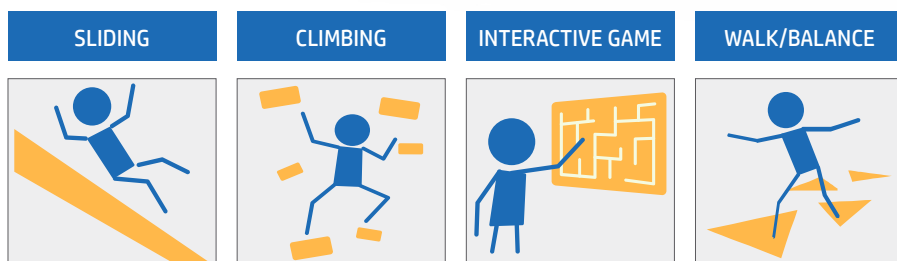 SLIDING
CLIMBING
INTERACTIVE GAME
WALK/BALANCE